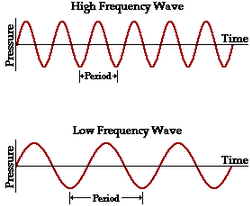 High Frequency Wave
Pressure
Time
Period
Low Frequency Wave
Pressure
Time
Period